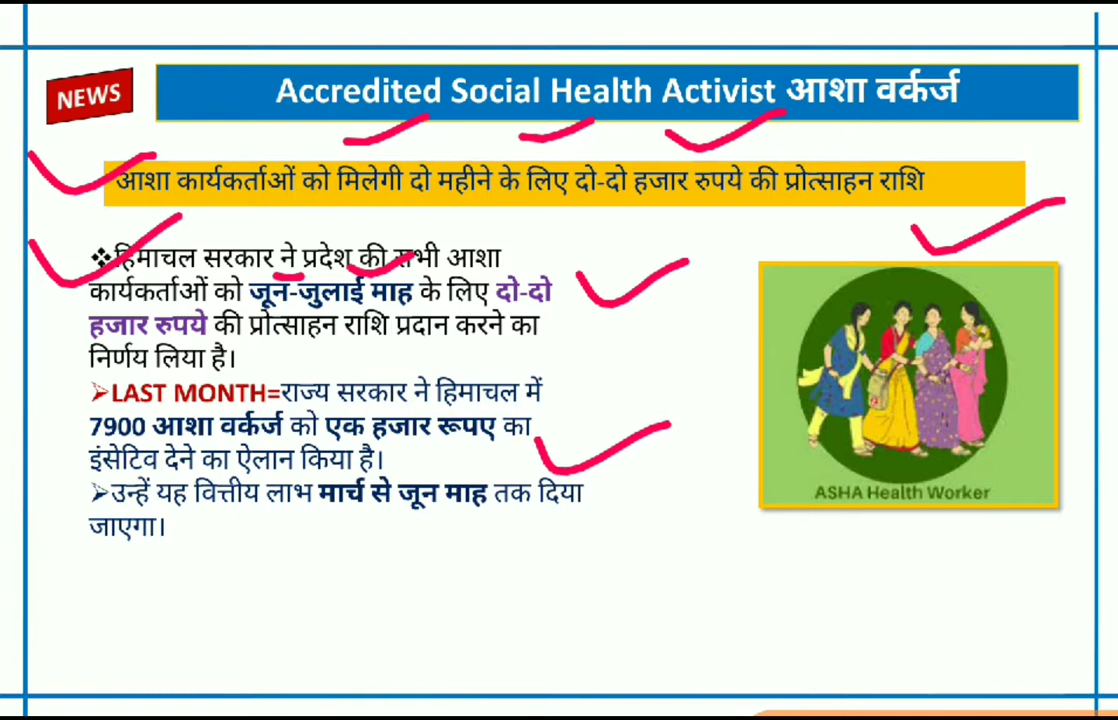 NEWS
Accredited Social Health Activist आशा वर्कर्ज
आशा कार्यकर्ताओं को मिलेगी दो महीने के लिए दो-दो हजार रुपये की प्रोत्साहन राशि
❖हिमाचल सरकार ने प्रदेश की सभी आशा
कार्यकर्ताओं को जून-जुलाई माह के लिए दो-दो
हजार रुपये की प्रोत्साहन राशि प्रदान करने का
निर्णय लिया है।
➢LAST MONTH=राज्य सरकार ने हिमाचल में
7900 आशा वर्कर्ज को एक हजार रूपए का
इंसेटिव देने का ऐलान किया है।
➢उन्हें यह वित्तीय लाभ मार्च से जून माह तक दिया
जाएगा।
ASHA Health Worker